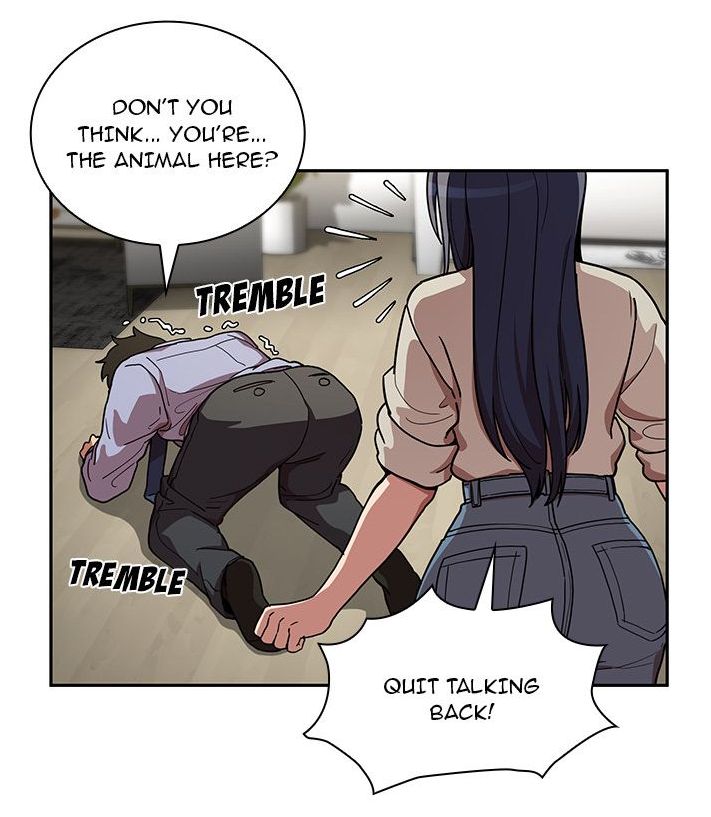 DON'T YOU
THINK... YOU'RE...
THE ANIMAL HERE?
TREMBLE
TREMBLE
QUIT TALKING
BACK!